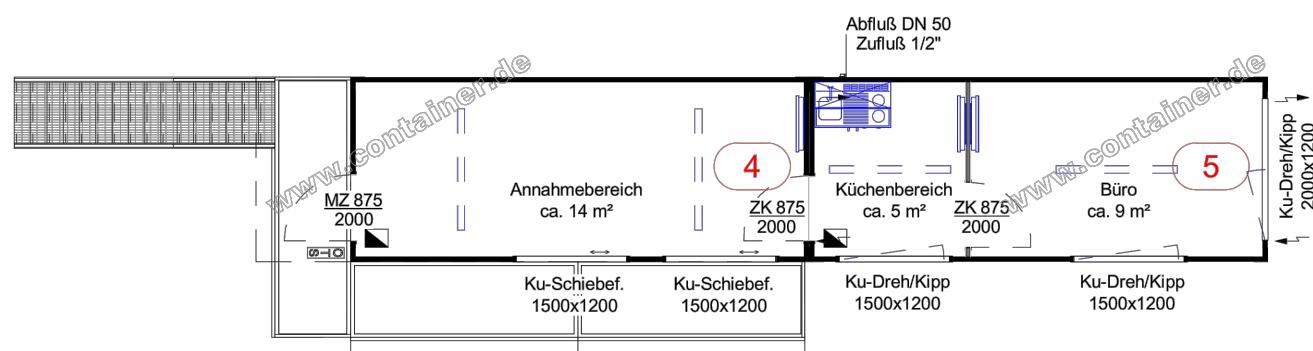 Abfluß DN 50
Zufluß 1/2"
www.container.de
www.container.de
4
5
Annahmebereich
ca. 14 m²
Küchenbereich
ca. 5 m²
Büro
ca. 9 m²
MZ 875
2000
ZK 875
2000
ZK 875
2000
Ku-Dreh/Kipp
2000x1200
Ku-Schiebef.
1500x1200
Ku-Schiebef.
1500x1200
Ku-Dreh/Kipp
1500x1200
Ku-Dreh/Kipp
1500x1200